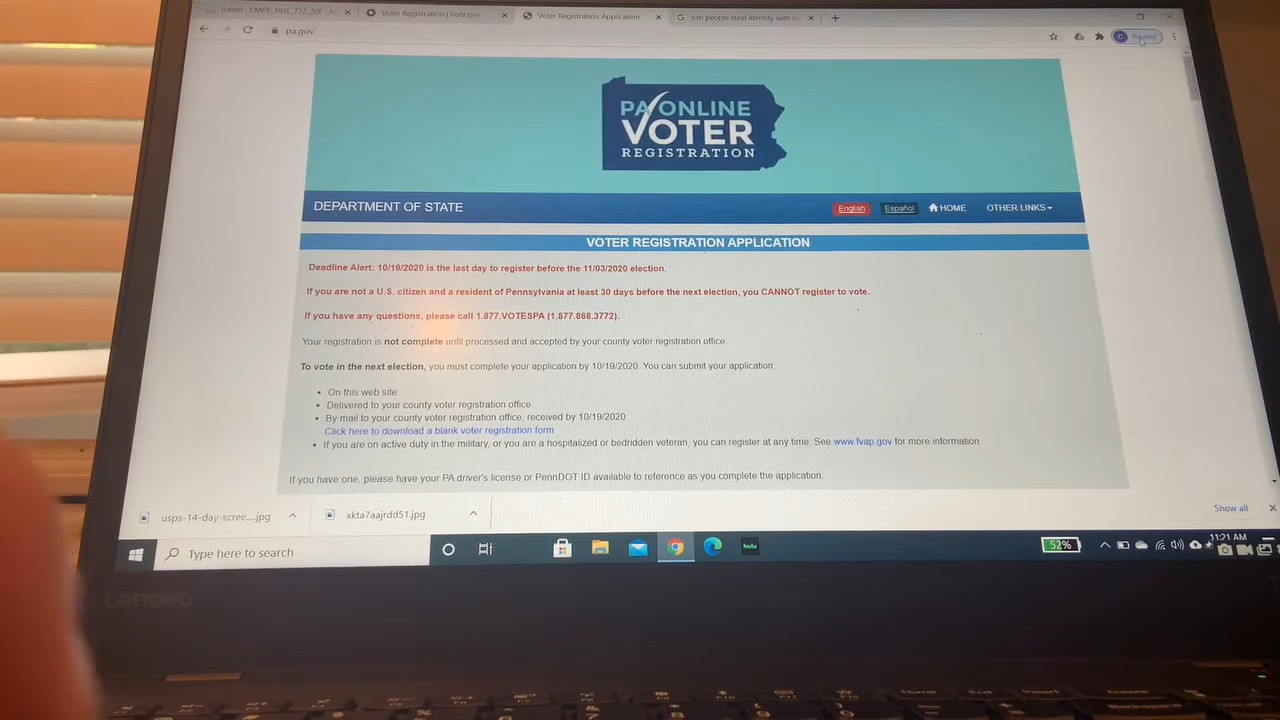 Voter Registration | Vote.gov
Voter Registration Application
can people steal identity with d
pa.gov
Paused
PA ONLINE
VOTER
REGISTRATION
DEPARTMENT OF STATE
English
Español
HOME
OTHER LINKS
VOTER REGISTRATION APPLICATION
Deadline Alert: 10/19/2020 is the last day to register before the 11/03/2020 election.
If you are not a U.S. citizen and a resident of Pennsylvania at least 30 days before the next election, you CANNOT register to vote.
If you have any questions, please call 1.877.VOTESPA (1.877.868.3772).
Your registration is not complete until processed and accepted by your county voter registration office.
To vote in the next election, you must complete your application by 10/19/2020. You can submit your application:
On this web site
Delivered to your county voter registration office
By mail to your county voter registration office, received by 10/19/2020.
Click here to download a blank voter registration form
If you are on active duty in the military, or you are a hospitalized or bedridden veteran, you can register at any time. See www.fvap.gov for more information
If you have one, please have your PA driver's license or PennDOT ID available to reference as you complete the application.
usps-14-day-scree....jpg
xkta7aajrdd51.jpg
Show all
Type here to search
hulu
52%
11:21 AM
Lenovo